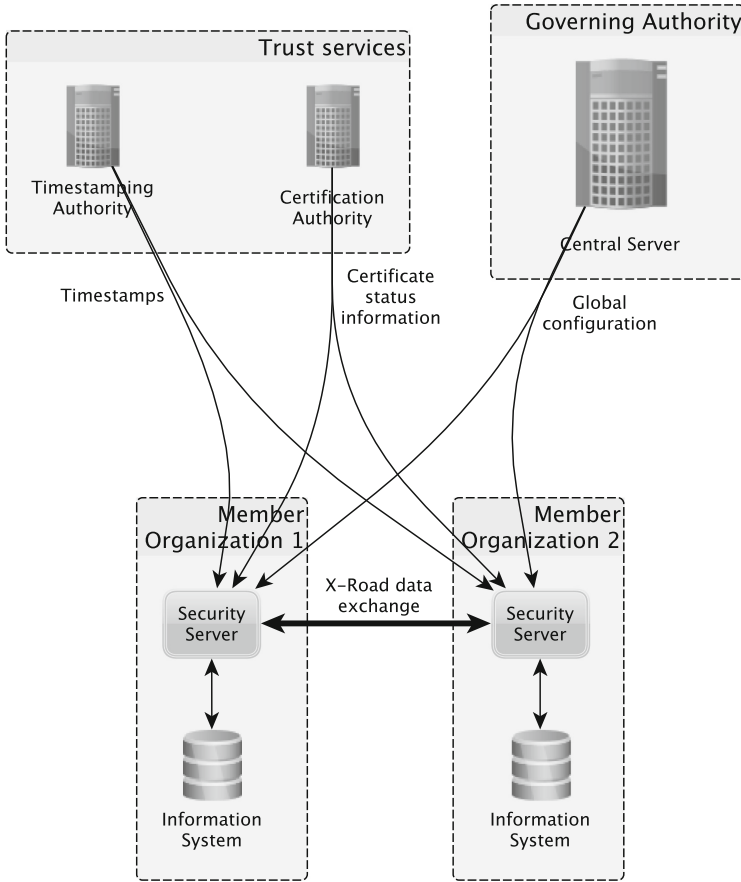 Trust services
Governing Authority
Timestamping
Authority
Certification
Authority
Central Server
Timestamps
Certificate
status
information
Global
configuration
Member
Organization 1
Member
Organization 2
X-Road data
exchange
Security
Server
Security
Server
Information
System
Information
System